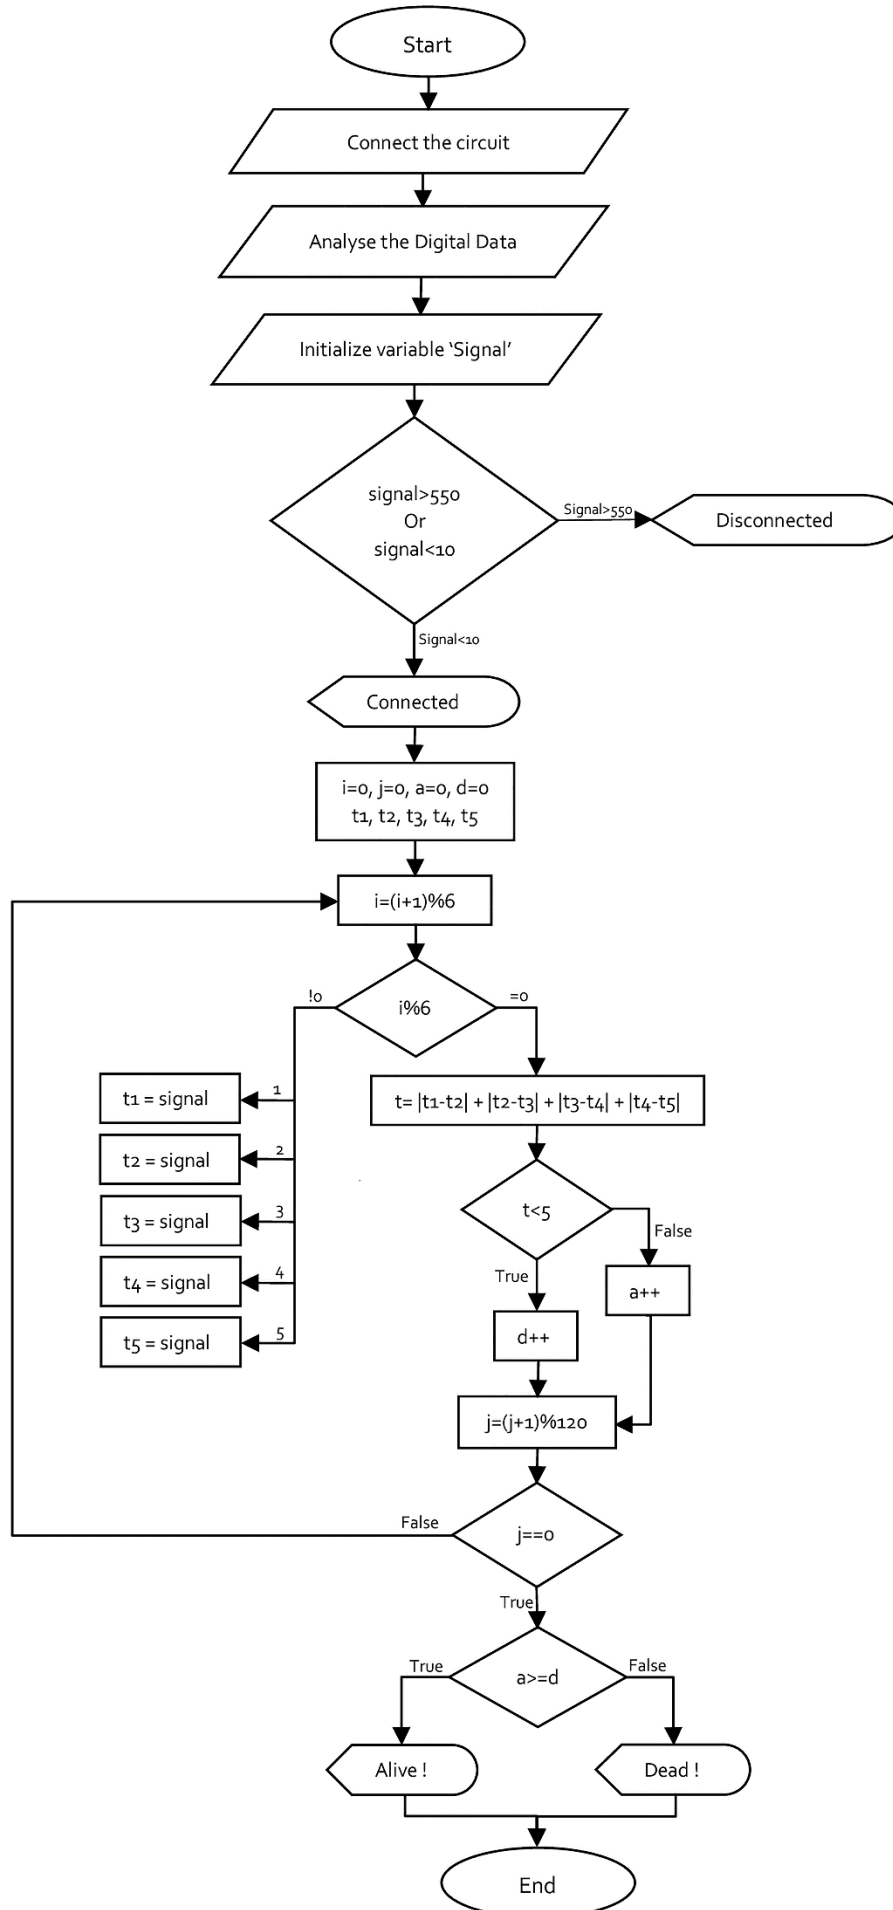 Start
Connect the circuit
Analyse the Digital Data
Initialize variable ‘Signal’
signal>550
Or
signal<10
Signal>550
Disconnected
Signal<10
Connected
i=0, j=0, a=0, d=0
t1, t2, t3, t4, t5
i=(i+1)%6
i%6
!0
=0
t1 = signal
1
t2 = signal
2
t3 = signal
3
t4 = signal
4
t5 = signal
5
t= |t1-t2| + |t2-t3| + |t3-t4| + |t4-t5|
t<5
False
True
a++
d++
j=(j+1)%120
j==0
False
True
a>=d
True
False
Alive !
Dead !
End